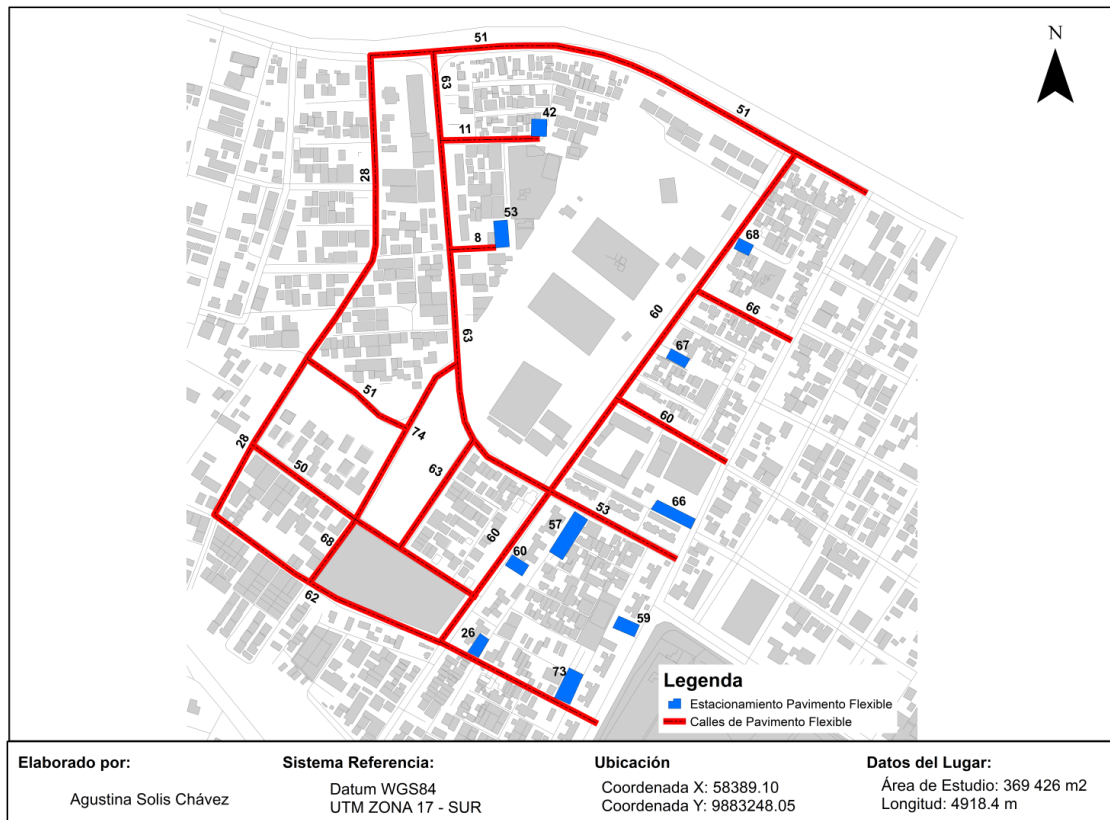 51
N
63
51
42
11
28
53
8
68
60
66
63
67
51
60
74
28
63
50
66
53
57
60
60
68
62
59
26
73
Legenda
Estacionamiento Pavimento Flexible
Calles de Pavimento Flexible
Elaborado por:
Agustina Solis Chávez
Sistema Referencia:
Datum WGS84
UTM ZONA 17 - SUR
Ubicación
Coordenada X: 58389.10
Coordenada Y: 9883248.05
Datos del Lugar:
Área de Estudio: 369 426 m2
Longitud: 4918.4 m